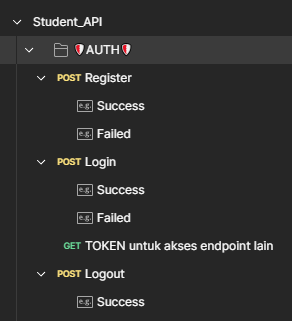 Student_API
AUTH
POST Register
e.g. Success
e.g. Failed
POST Login
e.g. Success
e.g. Failed
GET TOKEN untuk akses endpoint lain
POST Logout
e.g. Success